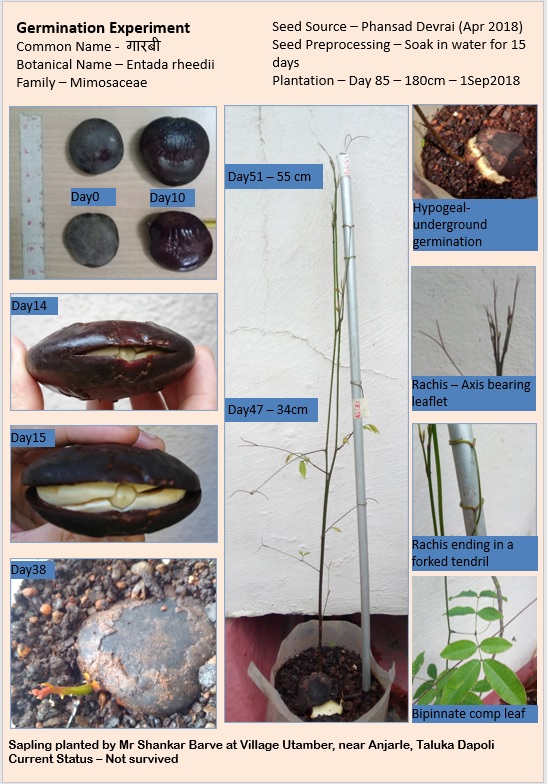 Germination Experiment
Common Name - गारबी
Botanical Name – Entada rheedii
Family – Mimosaceae
Seed Source – Phansad Devrai (Apr 2018)
Seed Preprocessing – Soak in water for 15
days
Plantation – Day 85 – 180cm – 1Sep2018
Day0
Day10
Day14
Day15
Day38
Day51 – 55 cm
Day47 – 34cm
Hypogeal-
underground
germination
Rachis – Axis bearing
leaflet
Rachis ending in a
forked tendril
Bipinnate comp leaf
Sapling planted by Mr Shankar Barve at Village Utamber, near Anjarle, Taluka Dapoli
Current Status – Not survived